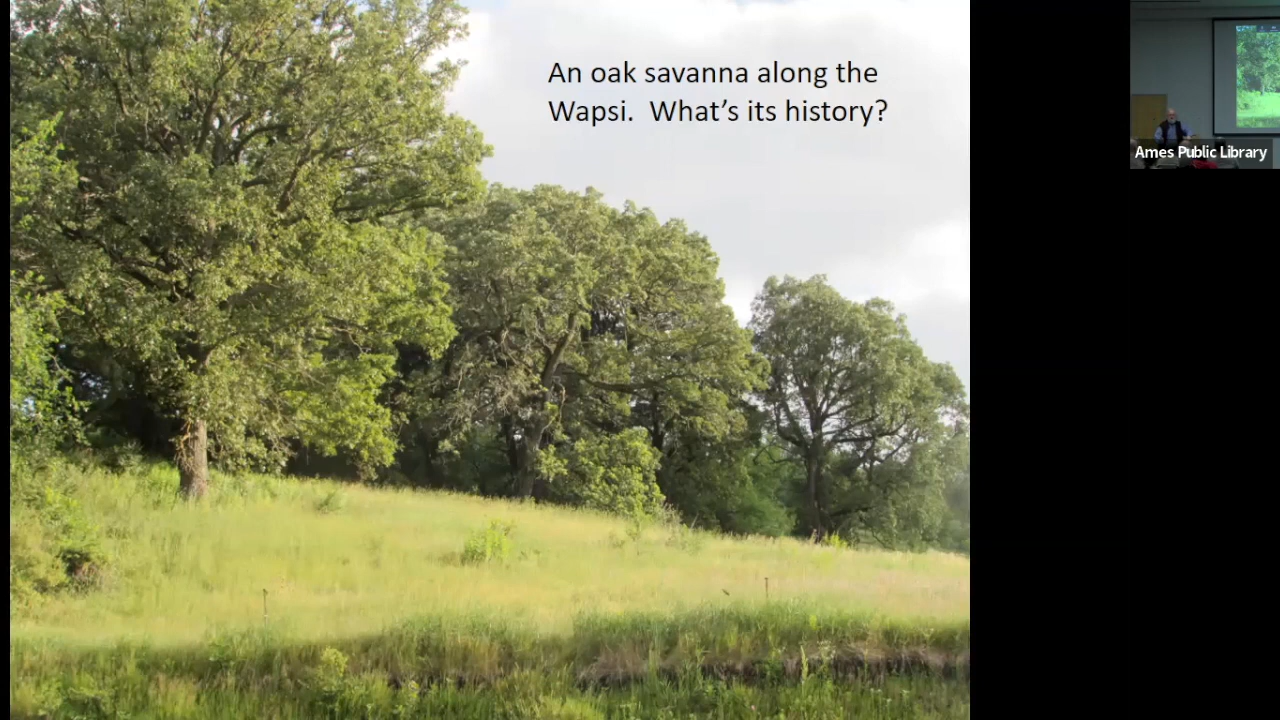 An oak savanna along the
Wapsi.  What's its history?
Ames Public Library